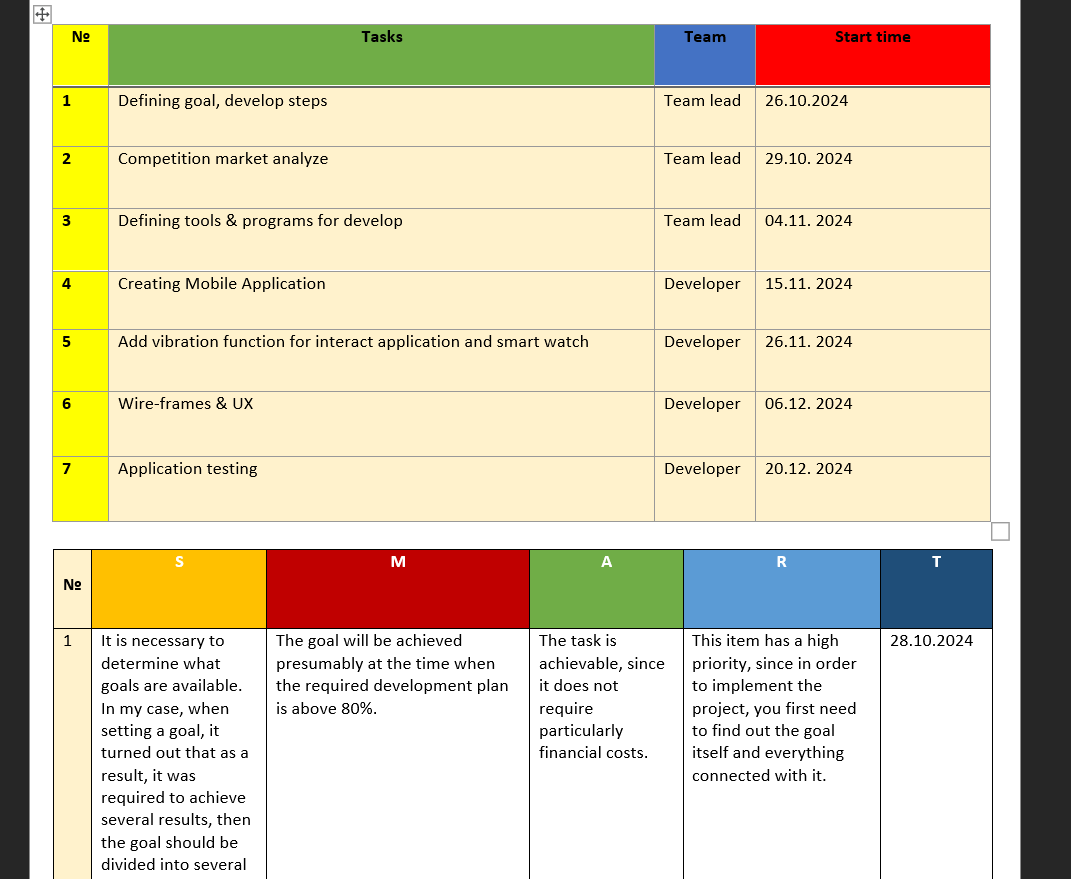 № Tasks Team Start time
1 Defining goal, develop steps Team lead 26.10.2024
2 Competition market analyze Team lead 29.10. 2024
3 Defining tools & programs for develop Team lead 04.11. 2024
4 Creating Mobile Application Developer 15.11. 2024
5 Add vibration function for interact application and smart watch Developer 26.11. 2024
6 Wire-frames & UX Developer 06.12. 2024
7 Application testing Developer 20.12. 2024
№ S M A R T
1
It is necessary to
determine what
goals are available.
In my case, when
setting a goal, it
turned out that as a
result, it was
required to achieve
several results, then
the goal should be
divided into several
The goal will be achieved
presumably at the time when
the required development plan
is above 80%.
The task is
achievable, since
it does not
require
particularly
financial costs.
This item has a high
priority, since in order
to implement the
project, you first need
to find out the goal
itself and everything
connected with it.
28.10.2024